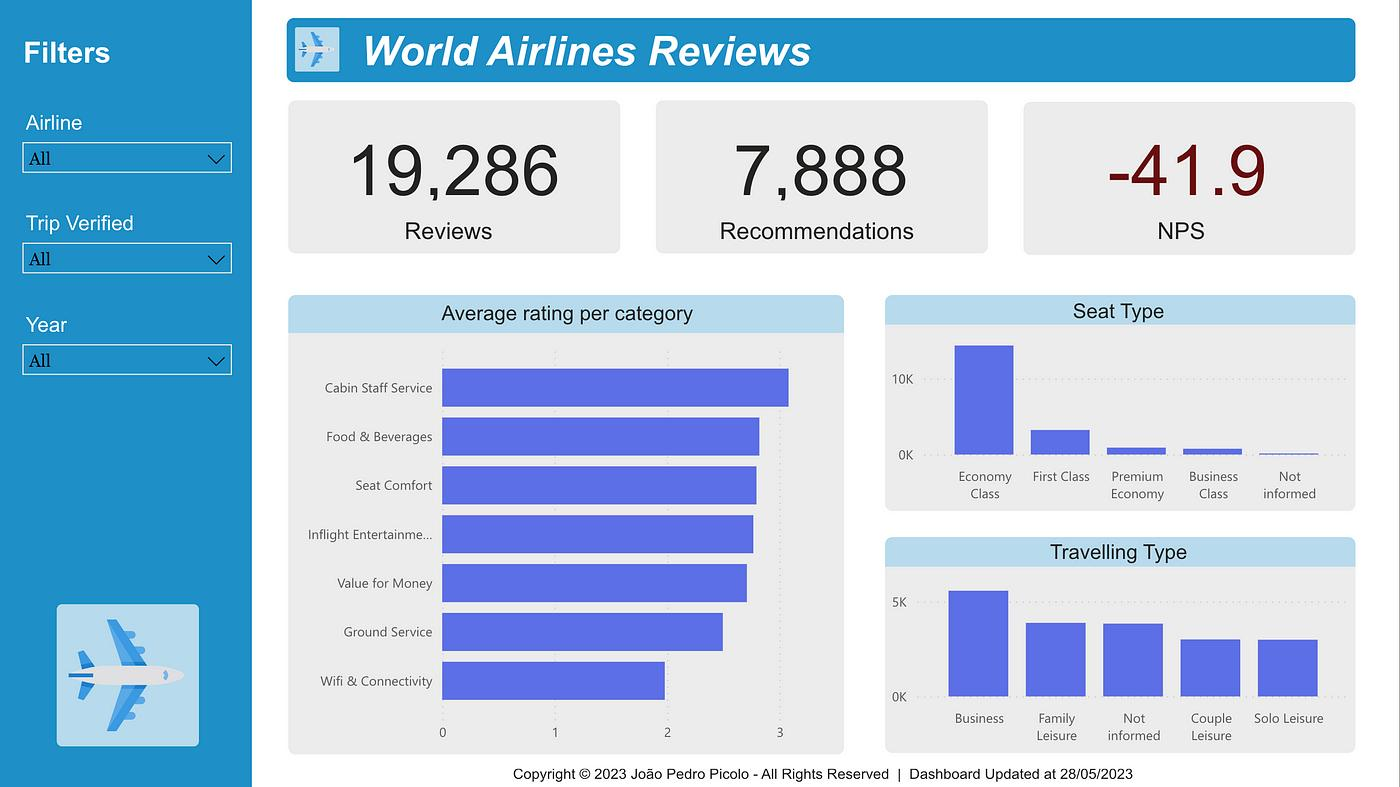 Filters
Airline
All
Trip Verified
All
Year
All
World Airlines Reviews
19,286
Reviews
7,888
Recommendations
-41.9
NPS
Average rating per category
Cabin Staff Service
Food & Beverages
Seat Comfort
Inflight Entertainme...
Value for Money
Ground Service
Wifi & Connectivity
0 1 2 3
Seat Type
10K
0K
Economy
Class
First Class
Premium
Economy
Business
Class
Not
informed
Travelling Type
5K
0K
Business
Family
Leisure
Not
informed
Couple
Leisure
Solo Leisure
Copyright © 2023 João Pedro Picolo - All Rights Reserved | Dashboard Updated at 28/05/2023